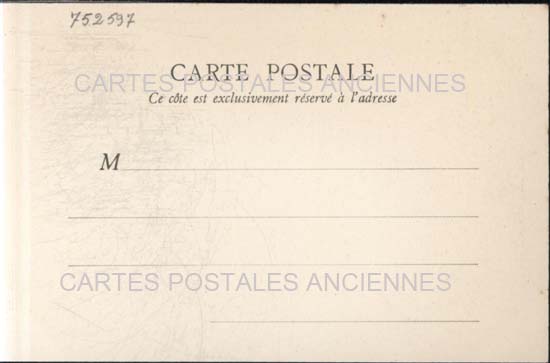 752597
CARTE POSTALE
CARTES POSTALES ANCIENNES
Ce côte est exclusivement réservé à l'adresse
M
CARTES POSTALES ANCIENNES